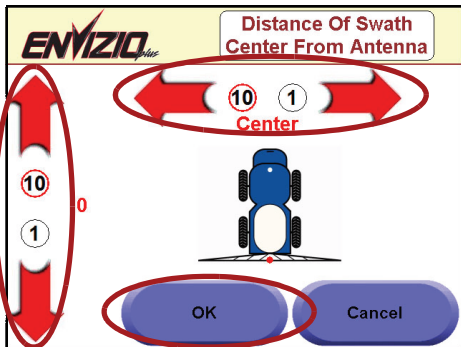 ENVIZIO plus
Distance Of Swath
Center From Antenna
10 1
Center
10
0
1
OK Cancel